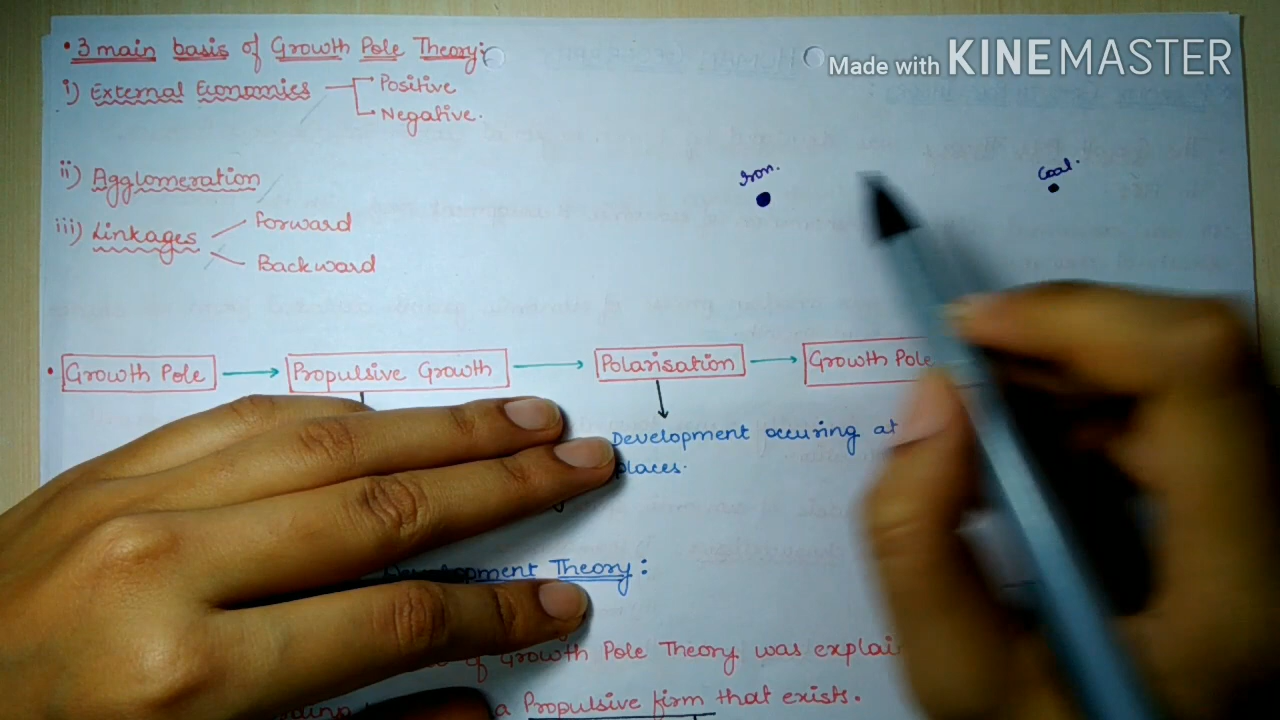 Made with KINEMASTER
• 3 main basis of Growth Pole Theory:
i) External Economies
Positive
Negative.
ii) Agglomeration
iii) Linkages
Forward
Backward
Iron.
Coal.
• Growth Pole → Propulsive Growth → Polarisation → Growth Pole
Development occuring at
places.
Development Theory:
of Growth Pole Theory was
a Propulsive firm that exists.